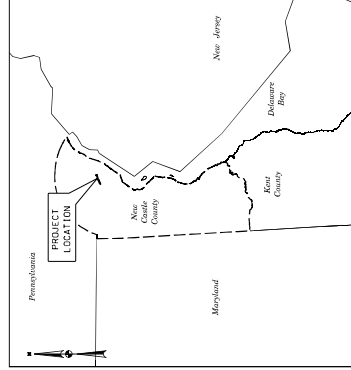 Pennsylvania
New Jersey
PROJECT
LOCATION
New
Castle
County
Delaware
Bay
Maryland
Kent
County